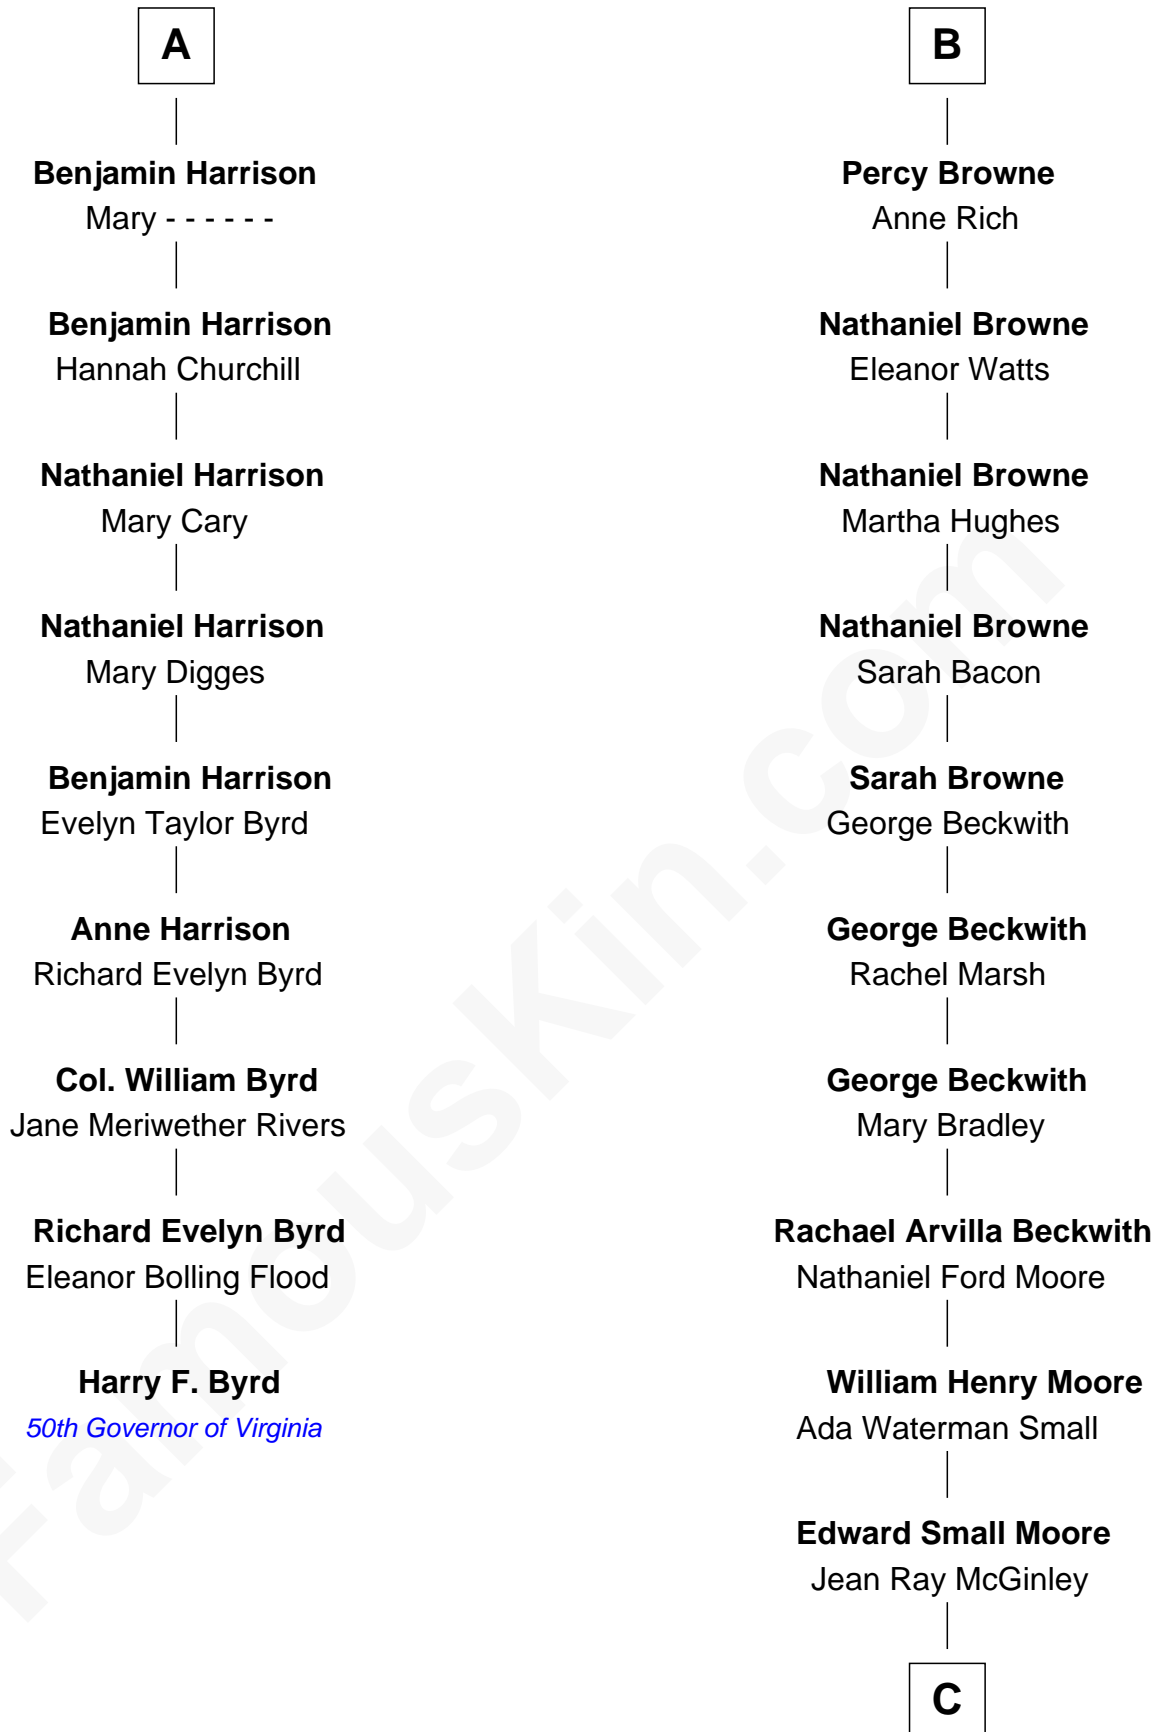 A
Benjamin Harrison
Mary - - - - - -
Benjamin Harrison
Hannah Churchill
Nathaniel Harrison
Mary Cary
Nathaniel Harrison
Mary Digges
Benjamin Harrison
Evelyn Taylor Byrd
Anne Harrison
Richard Evelyn Byrd
Col. William Byrd
Jane Meriwether Rivers
Richard Evelyn Byrd
Eleanor Bolling Flood
Harry F. Byrd
50th Governor of Virginia
B
Percy Browne
Anne Rich
Nathaniel Browne
Eleanor Watts
Nathaniel Browne
Martha Hughes
Nathaniel Browne
Sarah Bacon
Sarah Browne
George Beckwith
George Beckwith
Rachel Marsh
George Beckwith
Mary Bradley
Rachael Arvilla Beckwith
Nathaniel Ford Moore
William Henry Moore
Ada Waterman Small
Edward Small Moore
Jean Ray McGinley
C
FamousKin.com